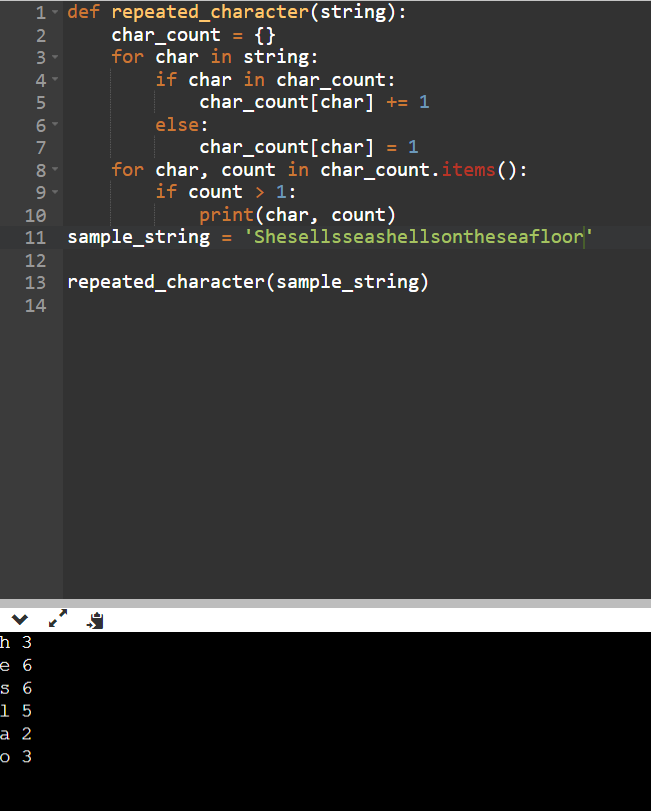 1 def repeated_character(string):
2     char_count = {}
3     for char in string:
4         if char in char_count:
5             char_count[char] += 1
6         else:
7             char_count[char] = 1
8     for char, count in char_count.items():
9         if count > 1:
10             print(char, count)
11 sample_string = 'Shesellsseashellsontheseafloor'
12
13 repeated_character(sample_string)
14
h 3
e 6
s 6
l 5
a 2
o 3